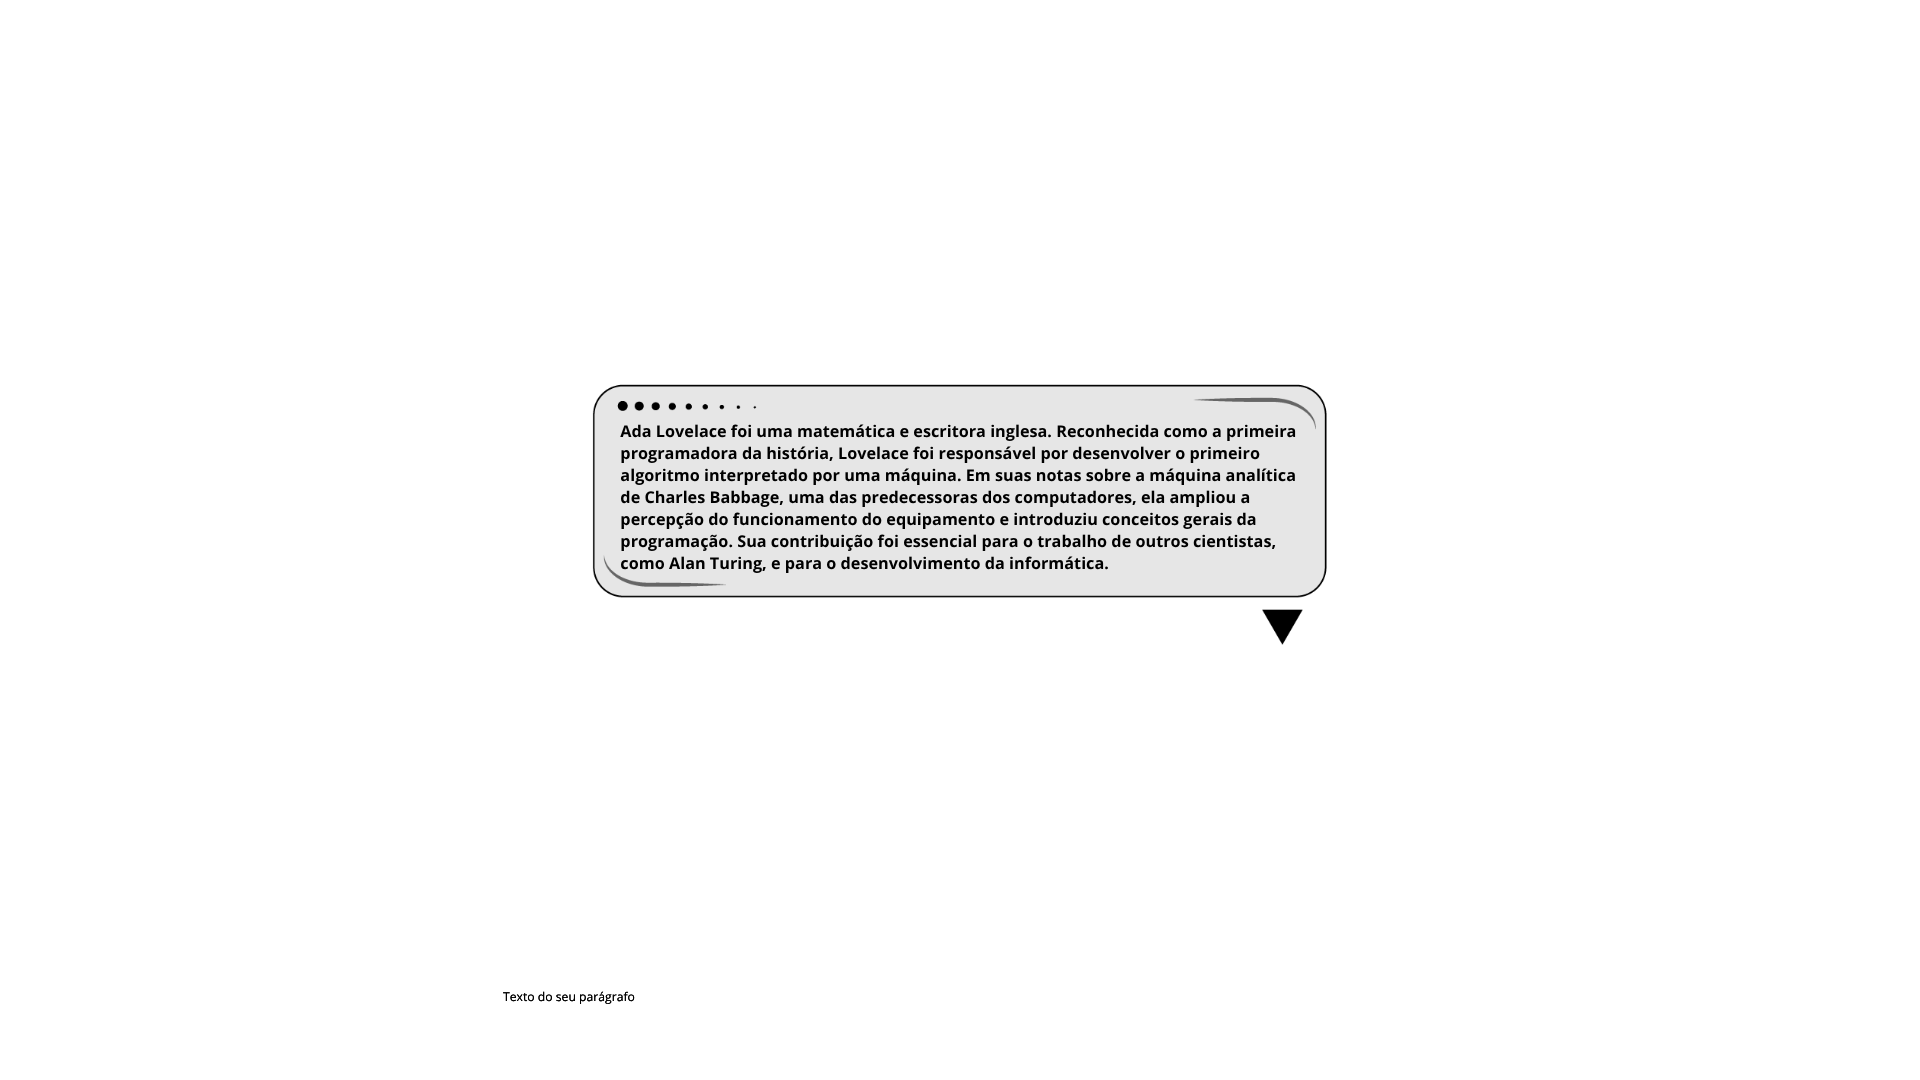 Ada Lovelace foi uma matemática e escritora inglesa. Reconhecida como a primeira
programadora da história, Lovelace foi responsável por desenvolver o primeiro
algoritmo interpretado por uma máquina. Em suas notas sobre a máquina analítica
de Charles Babbage, uma das predecessoras dos computadores, ela ampliou a
percepção do funcionamento do equipamento e introduziu conceitos gerais da
programação. Sua contribuição foi essencial para o trabalho de outros cientistas,
como Alan Turing, e para o desenvolvimento da informática.
Texto do seu parágrafo